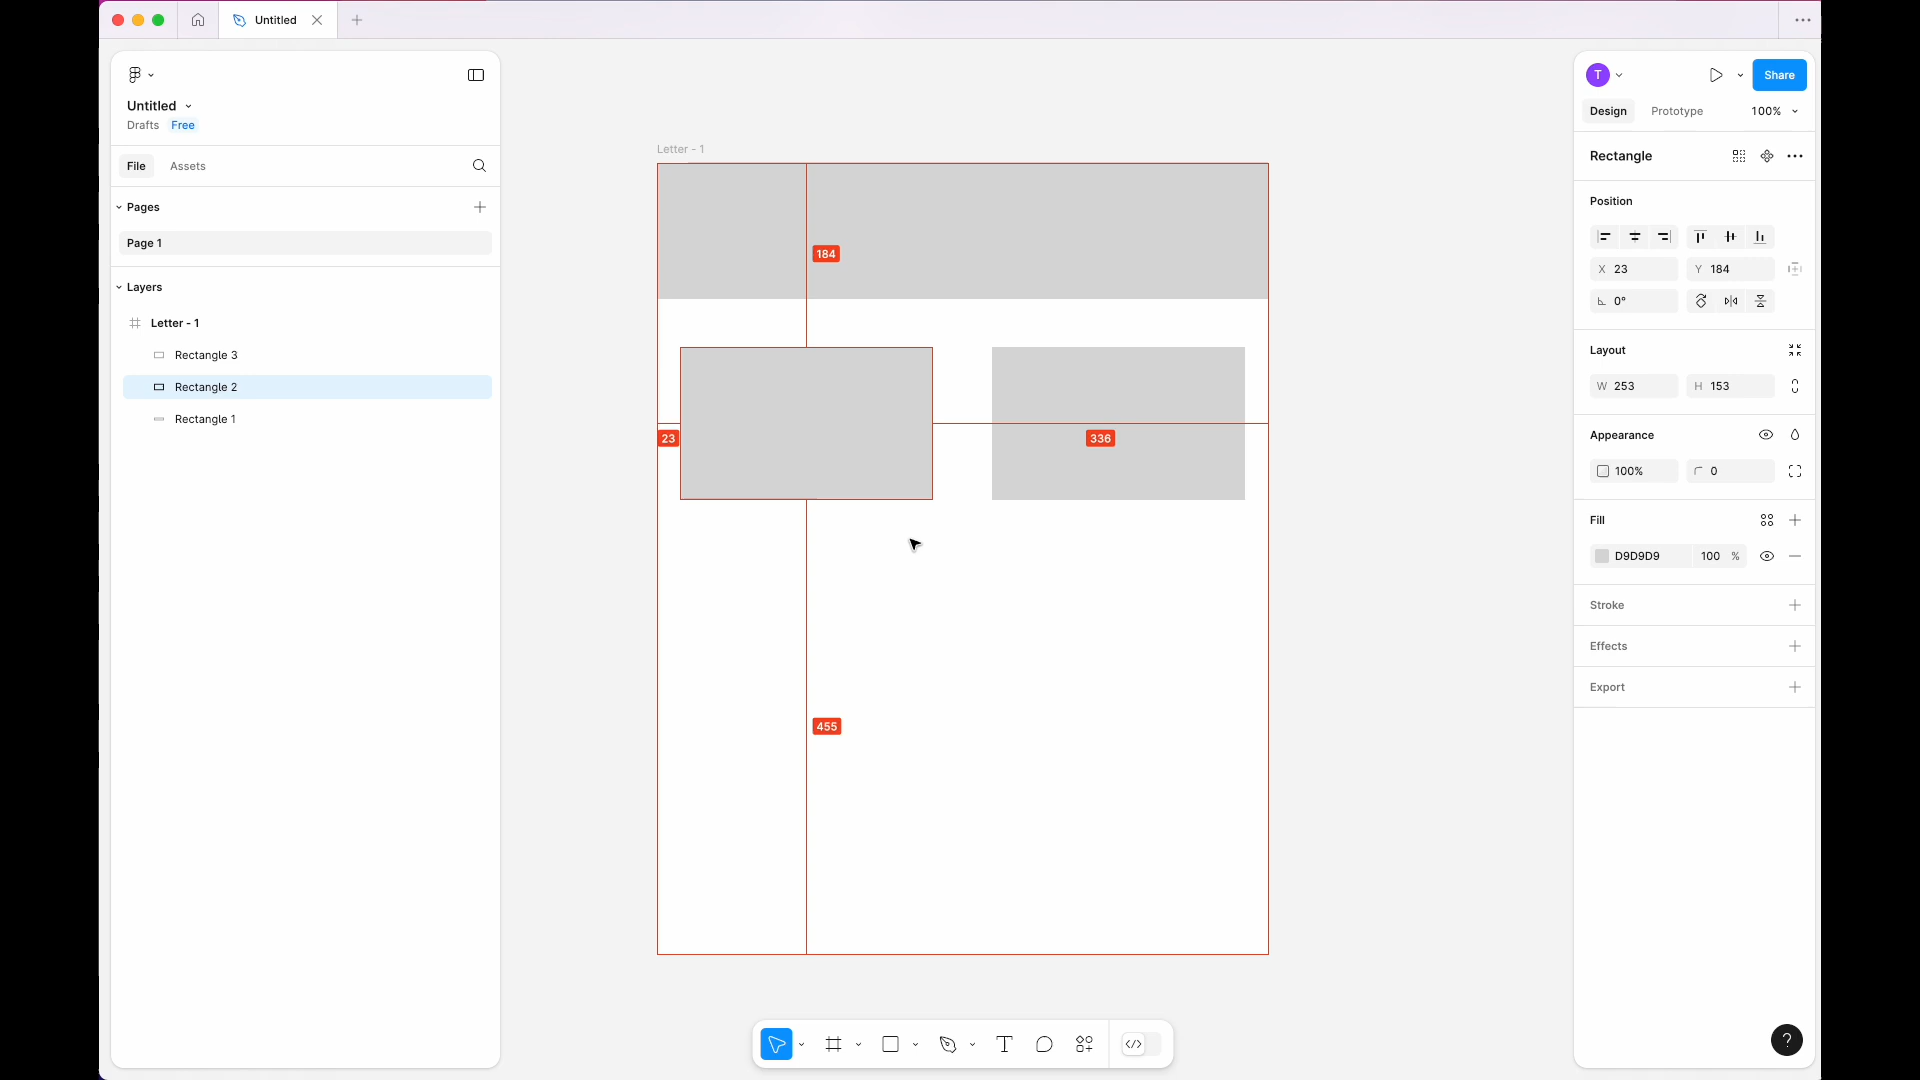 Untitled
Untitled
Drafts Free
File Assets
Pages
Page 1
Layers
Letter - 1
Rectangle 3
Rectangle 2
Rectangle 1
Letter - 1
184
23
336
455
T
Share
Design Prototype 100%
Rectangle
Position
X 23 Y 184
0°
Layout
W 253 H 153
Appearance
100% 0
Fill
D9D9D9 100 %
Stroke
Effects
Export
?